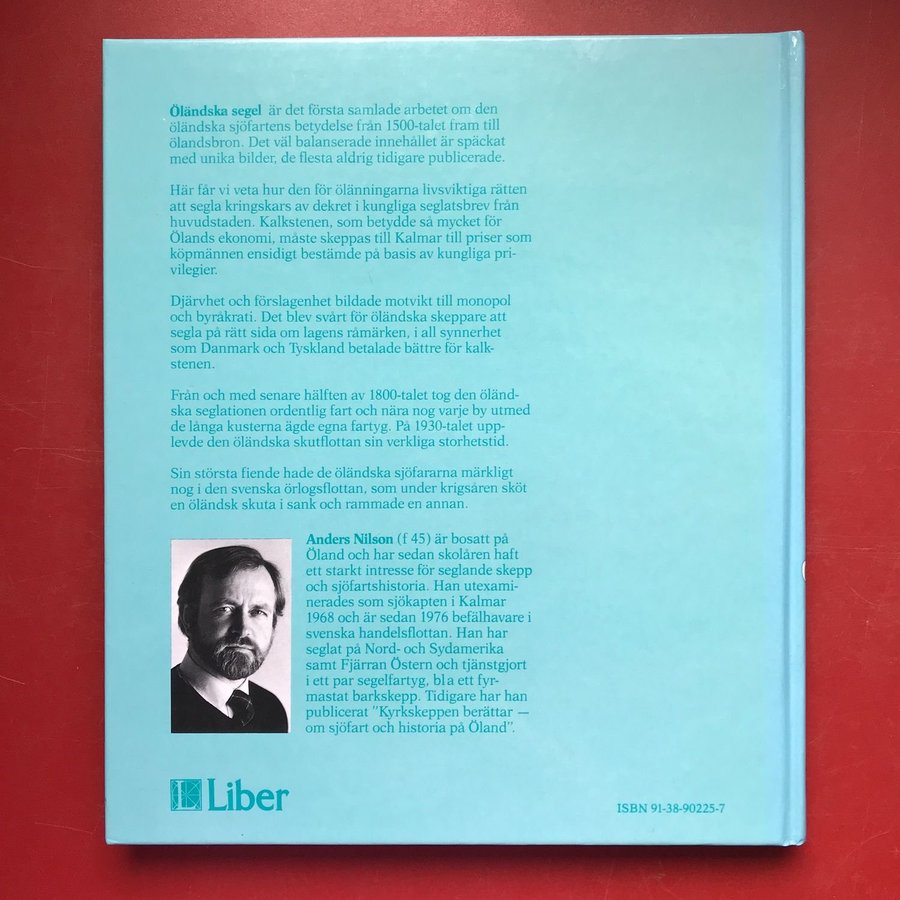 Öländska segel är det första samlade arbetet om den
öländska sjöfartens betydelse från 1500-talet fram till
ölandsbron. Det väl balanserade innehållet är späckat
med unika bilder, de flesta aldrig tidigare publicerade.
Här får vi veta hur den för ölänningarna livsviktiga rätten
att segla kringskars av dekret i kungliga seglatsbrev från
huvudstaden. Kalkstenen, som betydde så mycket för
Ölands ekonomi, måste skeppas till Kalmar till priser som
köpmännen ensidigt bestämde på basis av kungliga pri-
vilegier.
Djärvhet och förslagenhet bildade motvikt till monopol
och byråkrati. Det blev svårt för öländska skeppare att
segla på rätt sida om lagens råmärken, i all synnerhet
som Danmark och Tyskland betalade bättre för kalk-
stenen.
Från och med senare hälften av 1800-talet tog den öländ-
ska seglationen ordentlig fart och nära nog varje by utmed
de långa kusterna ägde egna fartyg. På 1930-talet upp-
levde den öländska skutflottan sin verkliga storhetstid.
Sin största fiende hade de öländska sjöfararna märkligt
nog i den svenska örlogsflottan, som under krigsåren sköt
en öländsk skuta i sank och rammade en annan.
Anders Nilson (f 45) är bosatt på
Öland och har sedan skolåren haft
ett starkt intresse för seglande skepp
och sjöfartshistoria. Han utexami-
nerades som sjökapten i Kalmar
1968 och är sedan 1976 befälhavare i
svenska handelsflottan. Han har
seglat på Nord- och Sydamerika
samt Fjärran Östern och tjänstgjort
i ett par segelfartyg, bl a ett fyr-
mastat barkskepp. Tidigare har han
publicerat "Kyrkskeppen berättar —
om sjöfart och historia på Öland".
L Liber
ISBN 91-38-90225-7